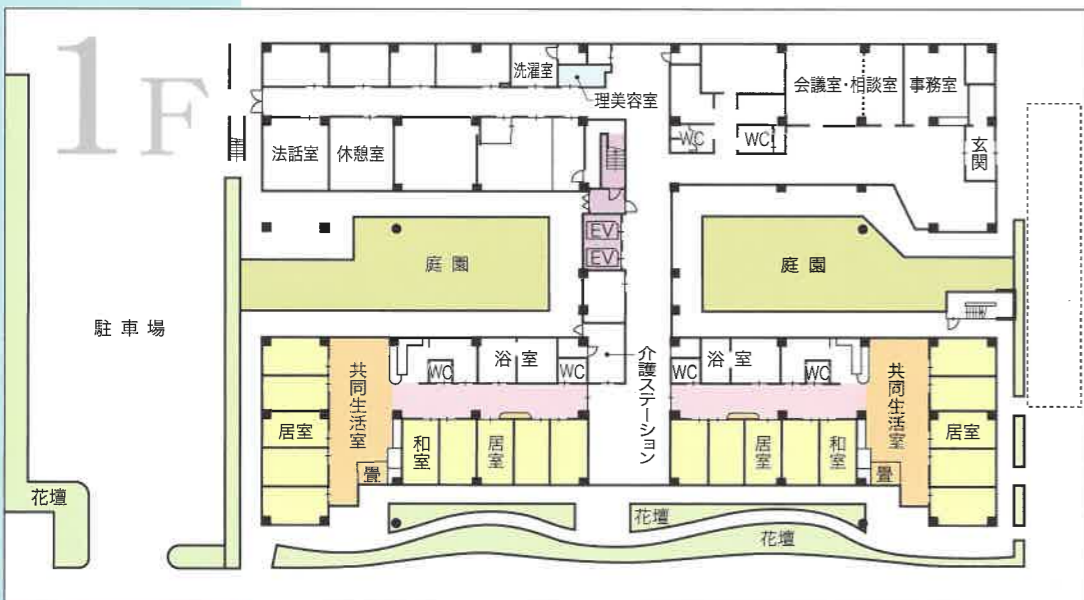 1F
洗濯室
理美容室
会議室・相談室
事務室
法話室
休憩室
WC
WC
玄関
EV
EV
庭園
庭園
駐車場
共同生活室
WC
浴室
WC
介護ステーション
WC
浴室
WC
共同生活室
居室
和室
居室
居室
和室
居室
畳
畳
花壇
花壇
花壇